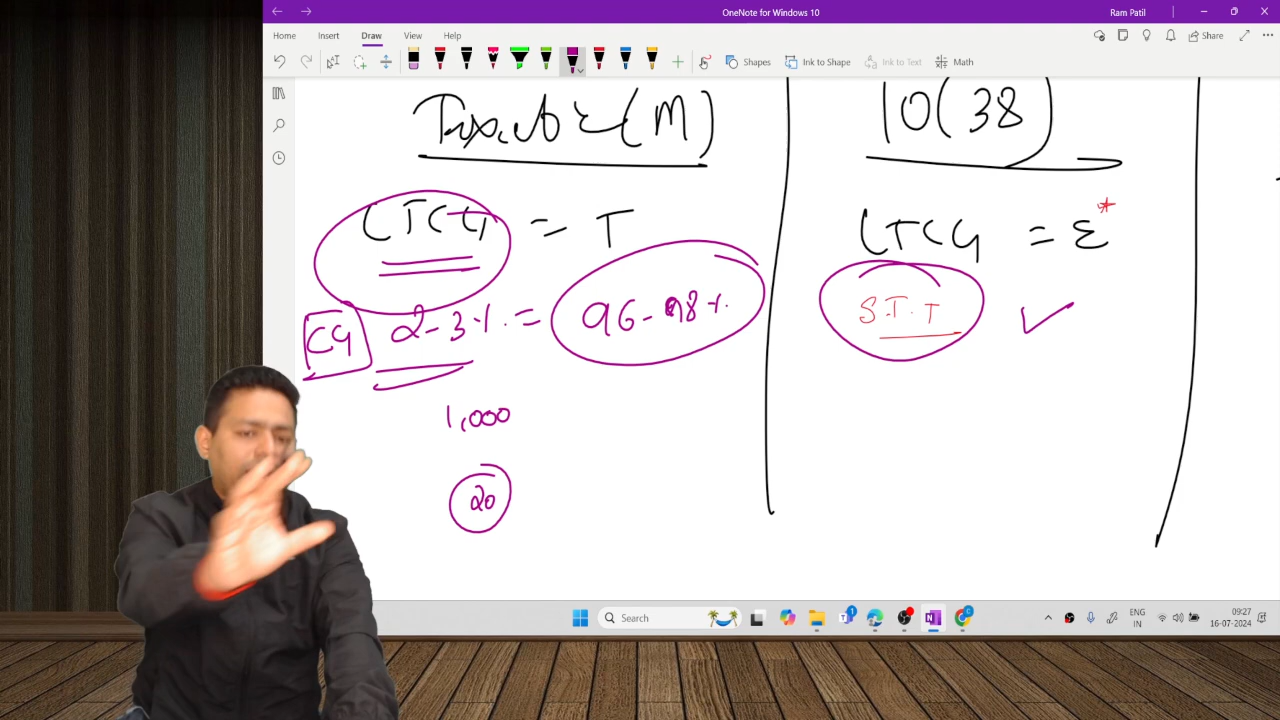 OneNote for Windows 10
Ram Patil
Home Insert Draw View Help
Share
Shapes
Ink to Shape
Ink to Text
Math
(M)
10(38)
LTCG = T
LTCG = E*
CG 2-3%. = 96-98%.
S.T.T
1,000
20
Search
ENG
IN
09:27
16-07-2024